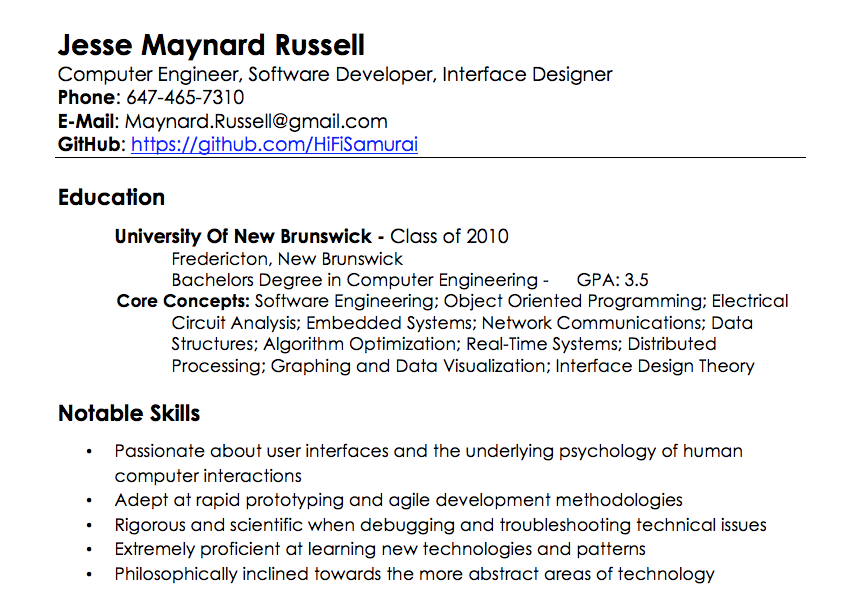 Jesse Maynard Russell
Computer Engineer, Software Developer, Interface Designer
Phone: 647-465-7310
E-Mail: Maynard.Russell@gmail.com
GitHub: https://github.com/HiFiSamurai
Education
University Of New Brunswick - Class of 2010
Fredericton, New Brunswick
Bachelors Degree in Computer Engineering - GPA: 3.5
Core Concepts: Software Engineering; Object Oriented Programming; Electrical
Circuit Analysis; Embedded Systems; Network Communications; Data
Structures; Algorithm Optimization; Real-Time Systems; Distributed
Processing; Graphing and Data Visualization; Interface Design Theory
Notable Skills
• Passionate about user interfaces and the underlying psychology of human
computer interactions
• Adept at rapid prototyping and agile development methodologies
• Rigorous and scientific when debugging and troubleshooting technical issues
• Extremely proficient at learning new technologies and patterns
• Philosophically inclined towards the more abstract areas of technology